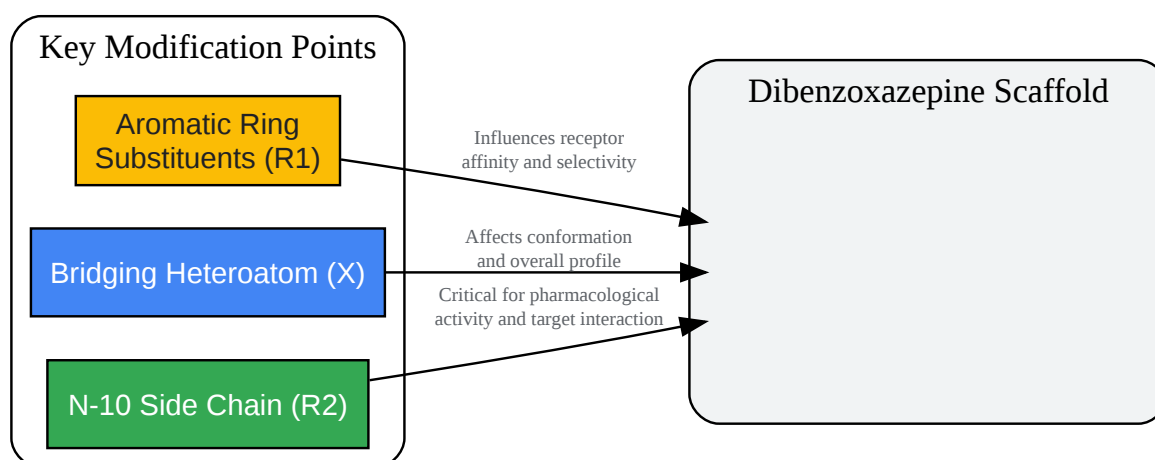 Key Modification Points
Aromatic Ring
Substituents (R1)
Bridging Heteroatom (X)
N-10 Side Chain (R2)
Influences receptor
affinity and selectivity
Affects conformation
and overall profile
Critical for pharmacological
activity and target interaction
Dibenzoxazepine Scaffold